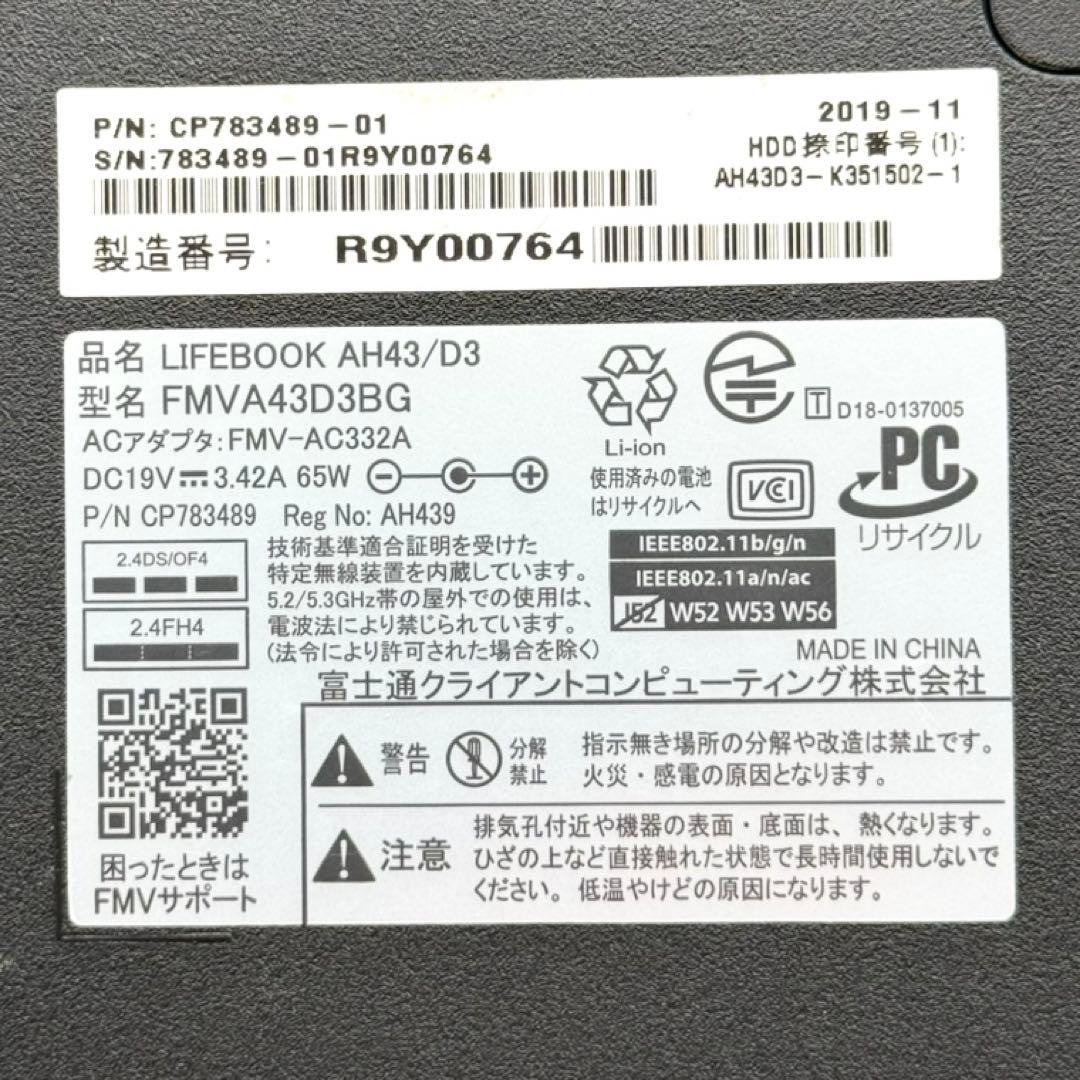 P/N: CP783489-01
S/N:783489-01R9Y00764
2019-11
HDD捺印番号(1):
AH43D3-K351502-1
製造番号: R9Y00764
品名 LIFEBOOK AH43/D3
型名 FMVA43D3BG
ACアダプタ:FMV-AC332A
DC19V 3.42A 65W
P/N CP783489 Reg No: AH439
Li-ion
使用済みの電池
はリサイクルへ
T D18-0137005
VCCI
PC
リサイクル
2.4DS/OF4
2.4FH4
技術基準適合証明を受けた
特定無線装置を内蔵しています。
5.2/5.3GHz帯の屋外での使用は、
電波法により禁じられています。
(法令により許可された場合を除く)
IEEE802.11b/g/n
IEEE802.11a/n/ac
J52 W52 W53 W56
MADE IN CHINA
富士通クライアントコンピューティング株式会社
困ったときは
FMVサポート
警告
分解
禁止
指示無き場所の分解や改造は禁止です。
火災・感電の原因となります。
注意
排気孔付近や機器の表面・底面は、熱くなります。
ひざの上など直接触れた状態で長時間使用しないで
ください。低温やけどの原因になります。